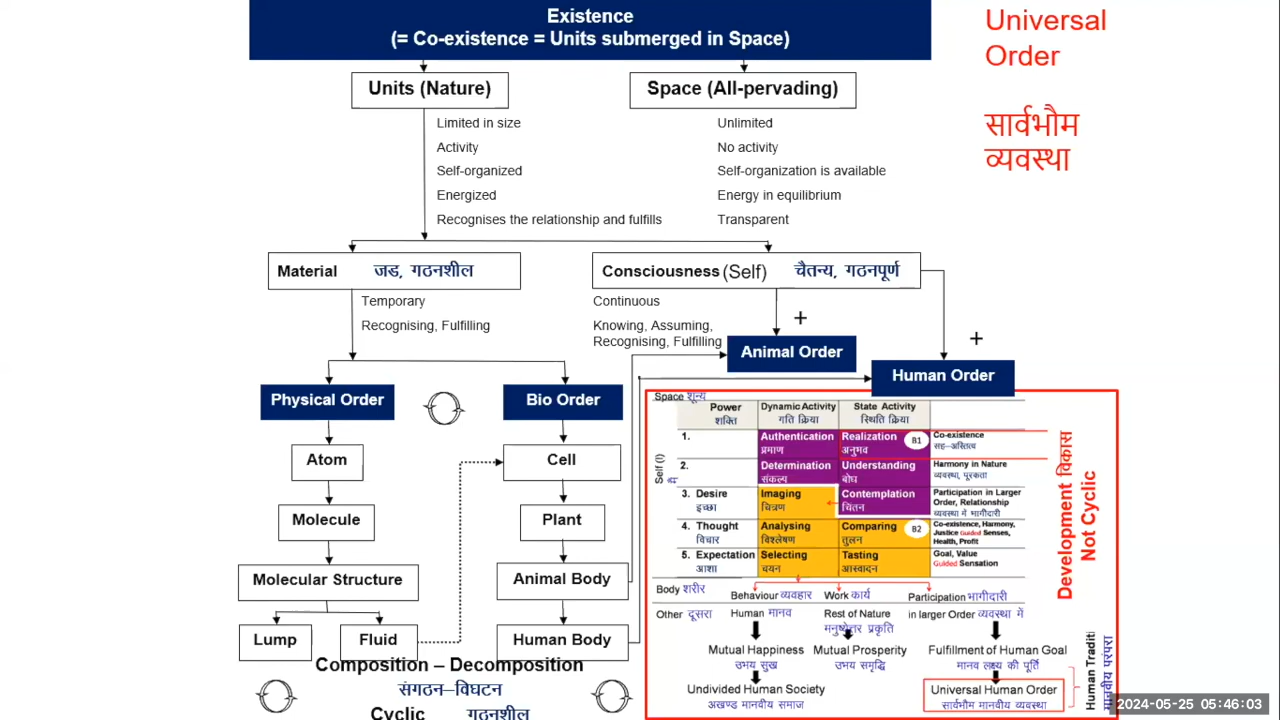 Existence
(= Co-existence = Units submerged in Space)
Universal
Order
सार्वभौम
व्यवस्था
Units (Nature)
Space (All-pervading)
Limited in size
Activity
Self-organized
Energized
Recognises the relationship and fulfills
Unlimited
No activity
Self-organization is available
Energy in equilibrium
Transparent
Material जड, गठनशील
Consciousness (Self) चैतन्य, गठनपूर्ण
Temporary
Recognising, Fulfilling
Continuous
Knowing, Assuming,
Recognising, Fulfilling
+
+
Animal Order
Human Order
Physical Order
Bio Order
Atom
Cell
Molecule
Plant
Molecular Structure
Animal Body
Lump
Fluid
Human Body
Composition – Decomposition
संगठन–विघटन
Cyclic गठनशील
Space शून्य
Power
शक्ति
Dynamic Activity
गति क्रिया
State Activity
स्थिति क्रिया
Self (I)
1.
Authentication
प्रमाण
Realization
अनुभव
B1
Co-existence
सह-अस्तित्व
2.
Determination
संकल्प
Understanding
बोध
Harmony in Nature
व्यवस्था, पूरकता
3. Desire
इच्छा
Imaging
चित्रण
Contemplation
चिंतन
Participation in Larger
Order, Relationship
व्यवस्था में भागीदारी
4. Thought
विचार
Analysing
विश्लेषण
Comparing
तुलन
B2
Co-existence, Harmony,
Justice Guided Senses,
Health, Profit
5. Expectation
आशा
Selecting
चयन
Tasting
आस्वादन
Goal, Value
Guided Sensation
Body शरीर
Behaviour व्यवहार
Work कार्य
Participation भागीदारी
Other दूसरा
Human मानव
Rest of Nature
मनुष्येत्तर प्रकृति
in larger Order व्यवस्था में
Mutual Happiness
उभय सुख
Mutual Prosperity
उभय समृद्धि
Fulfillment of Human Goal
मानव लक्ष्य की पूर्ति
Undivided Human Society
अखण्ड मानवीय समाज
Universal Human Order
सार्वभौम मानवीय व्यवस्था
Development विकास
Not Cyclic
Human Traditi
मानवीय परंपरा
2024-05-25 05:46:03